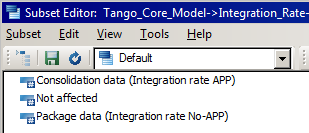 Subset Editor: Tango_Core_Model->Integration_Rate-
Subset Edit View Tools Help
Default
Consolidation data (Integration rate APP)
Not affected
Package data (Integration rate No-APP)